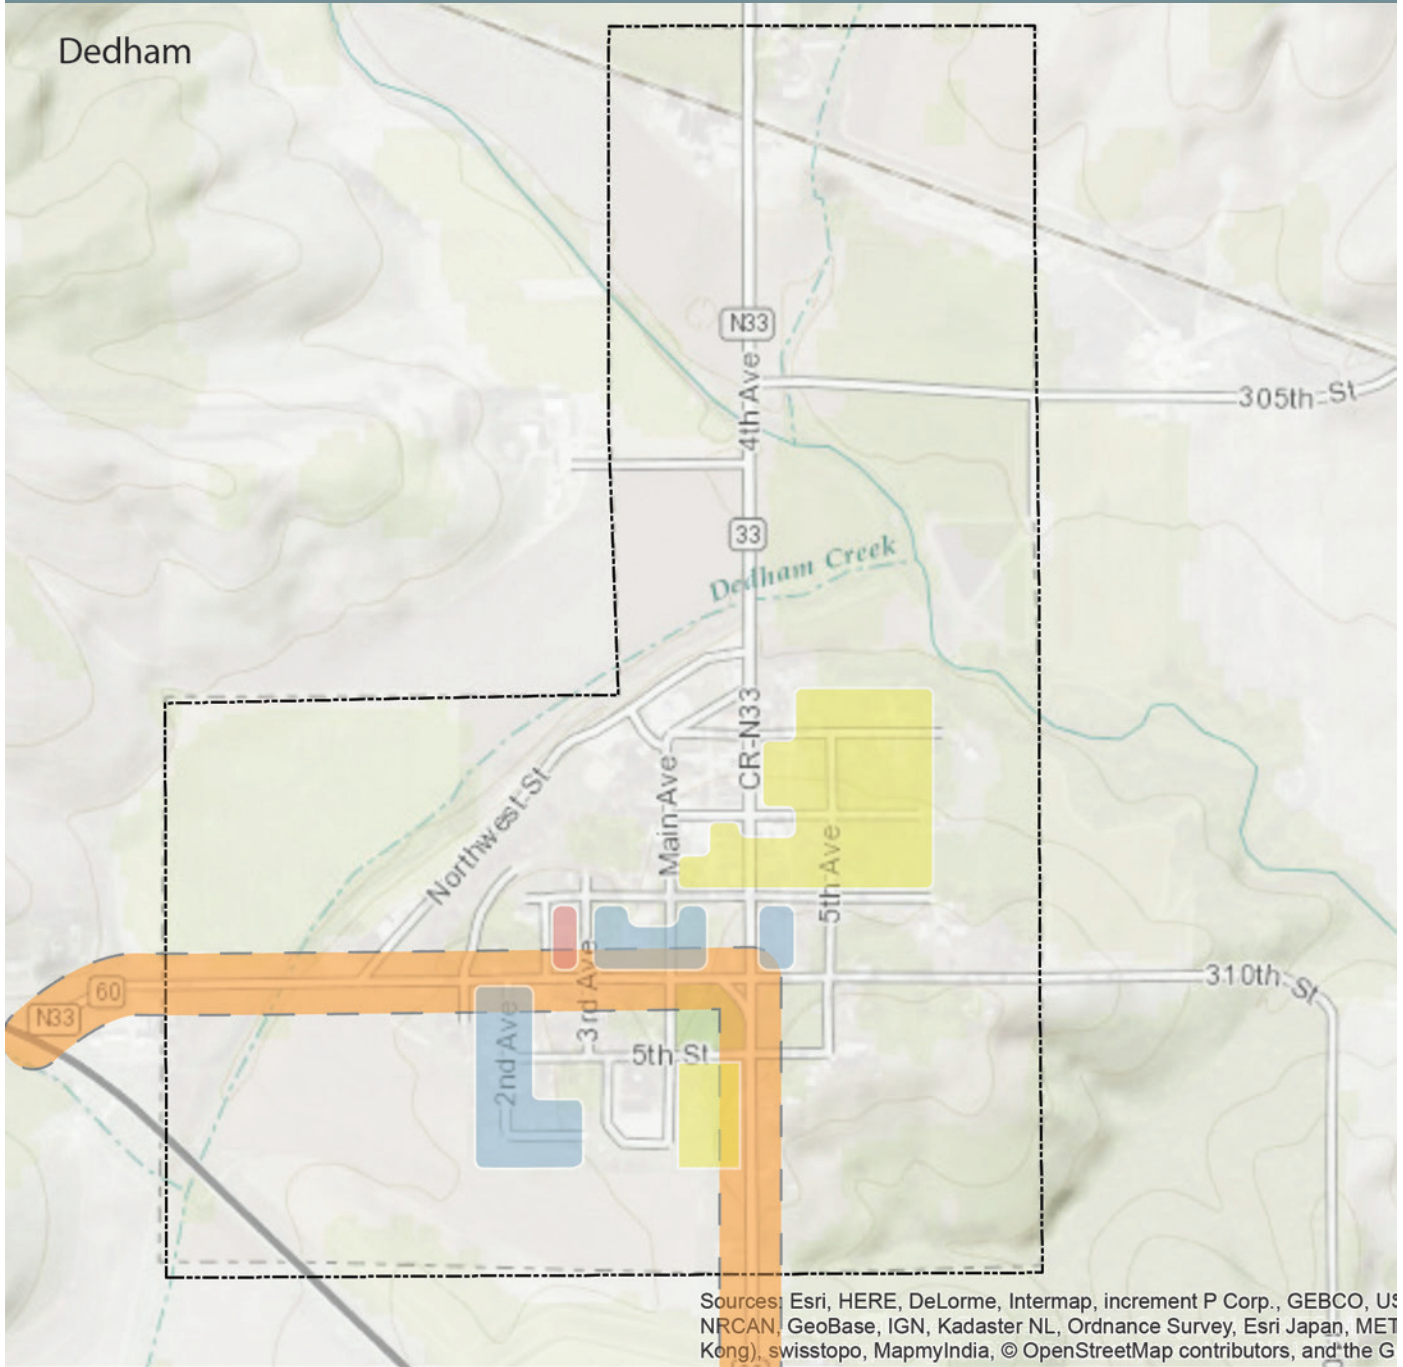 Dedham
N33
4th Ave
305th St
33
Dedham Creek
CR-N33
Northwest St
Main Ave
5th Ave
60
N33
3rd Ave
310th St
2nd Ave
5th St
Sources: Esri, HERE, DeLorme, Intermap, increment P Corp., GEBCO, US
NRCAN, GeoBase, IGN, Kadaster NL, Ordnance Survey, Esri Japan, MET
Kong), swisstopo, MapmyIndia, © OpenStreetMap contributors, and the G